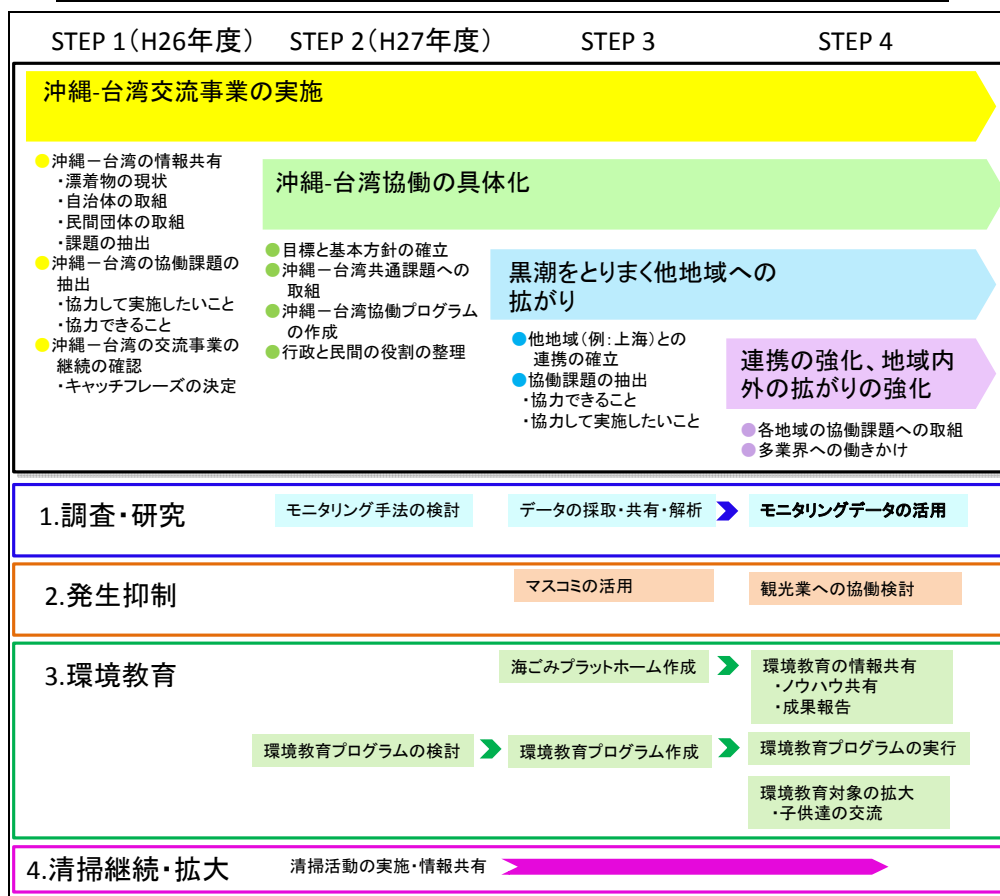 STEP 1(H26年度)
STEP 2(H27年度)
STEP 3
STEP 4
沖縄-台湾交流事業の実施
●沖縄－台湾の情報共有
・漂着物の現状
・自治体の取組
・民間団体の取組
・課題の抽出
●沖縄－台湾の協働課題の
抽出
・協力して実施したいこと
・協力できること
●沖縄－台湾の交流事業の
継続の確認
・キャッチフレーズの決定
沖縄-台湾協働の具体化
●目標と基本方針の確立
●沖縄－台湾共通課題への
取組
●沖縄－台湾協働プログラム
の作成
●行政と民間の役割の整理
黒潮をとりまく他地域への
拡がり
●他地域(例:上海)との
連携の確立
●協働課題の抽出
・協力できること
・協力して実施したいこと
連携の強化、地域内
外の拡がりの強化
●各地域の協働課題への取組
●多業界への働きかけ
1.調査・研究
モニタリング手法の検討
データの採取・共有・解析
モニタリングデータの活用
2.発生抑制
マスコミの活用
観光業への協働検討
3.環境教育
海ごみプラットホーム作成
環境教育の情報共有
・ノウハウ共有
・成果報告
環境教育プログラムの検討
環境教育プログラム作成
環境教育プログラムの実行
環境教育対象の拡大
・子供達の交流
4.清掃継続・拡大
清掃活動の実施・情報共有